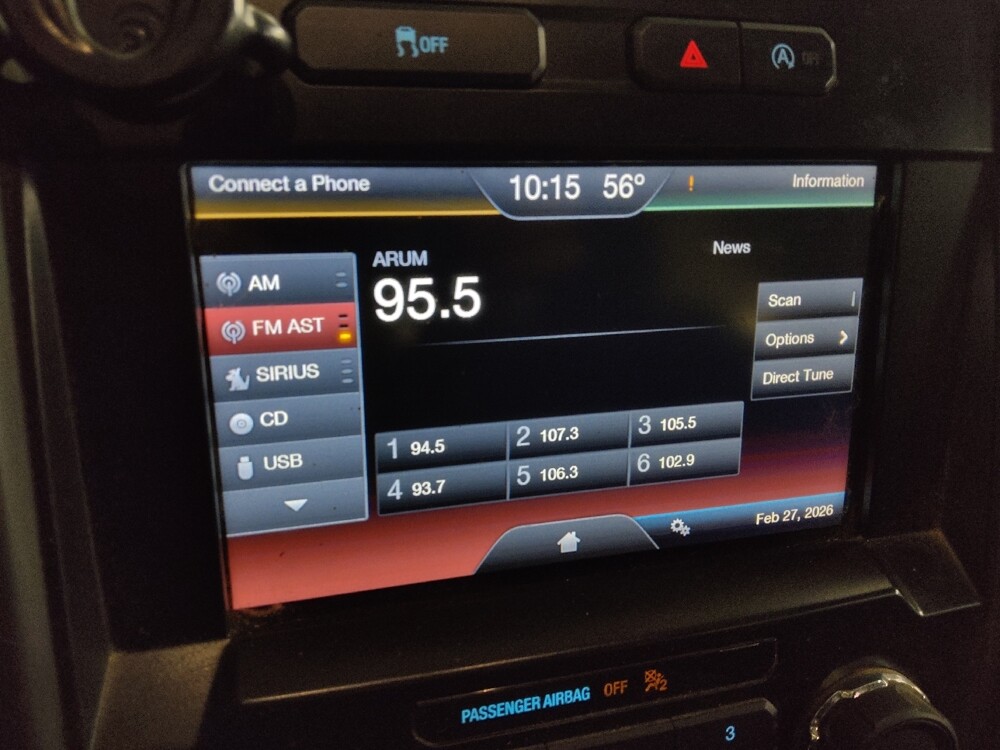 OFF
A OFF
Connect a Phone
10:15 56°
!
Information
AM
FM AST
SIRIUS
CD
USB
ARUM
95.5
News
Scan
Options
Direct Tune
1 94.5
2 107.3
3 105.5
4 93.7
5 106.3
6 102.9
Feb 27, 2026
PASSENGER AIRBAG OFF
2
3